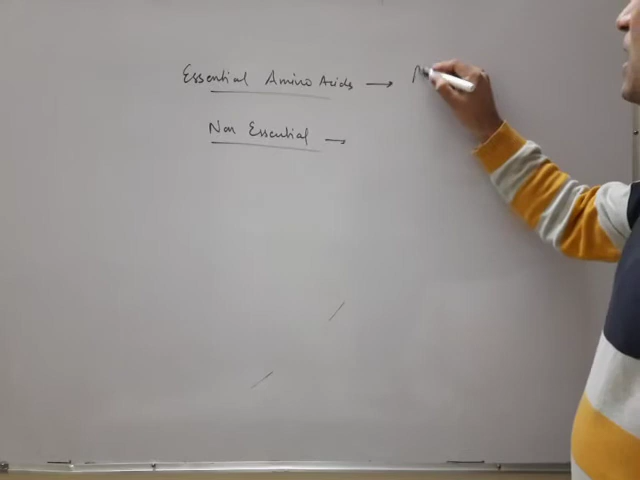 Essential Amino Acids →
Non Essential →